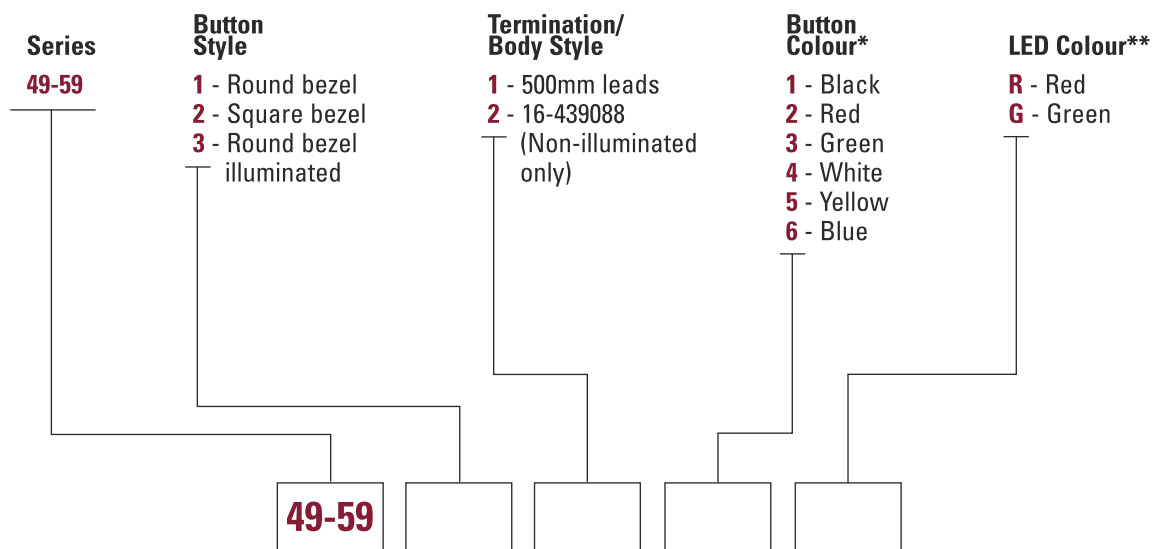 Series
49-59
Button
Style
1 - Round bezel
2 - Square bezel
3 - Round bezel
illuminated
Termination/
Body Style
1 - 500mm leads
2 - 16-439088
(Non-illuminated
only)
Button
Colour*
1 - Black
2 - Red
3 - Green
4 - White
5 - Yellow
6 - Blue
LED Colour**
R - Red
G - Green
49-59